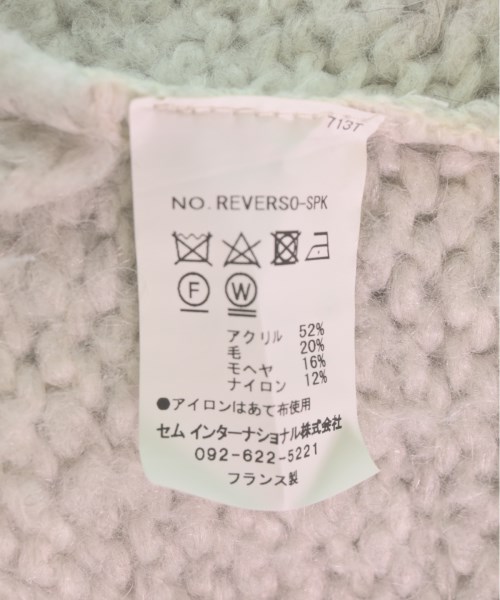 713T
NO. REVERSO-SPK
F W
アクリル 52%
毛 20%
モヘヤ 16%
ナイロン 12%
●アイロンはあて布使用
セム インターナショナル株式会社
092-622-5221
フランス製